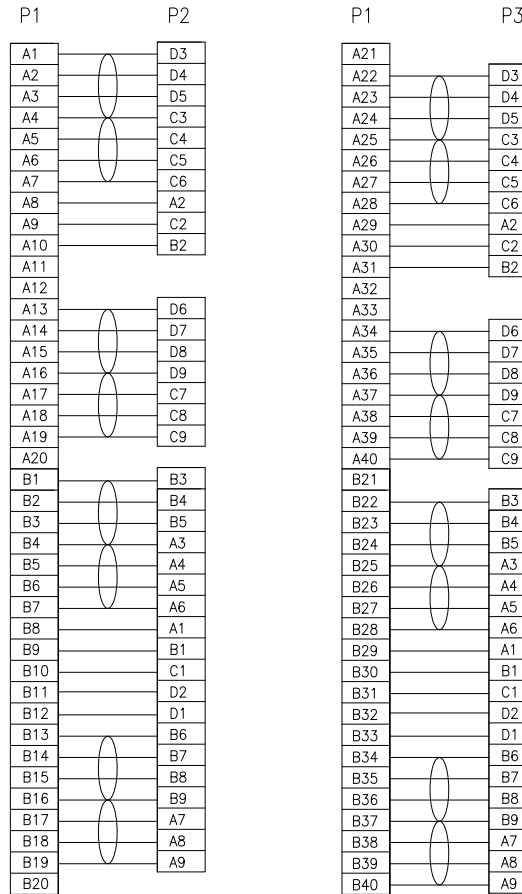 P1 P2 P1 P3
A1 D3 A21
A2 D4 A22 D3
A3 D5 A23 D4
A4 C3 A24 D5
A5 C4 A25 C3
A6 C5 A26 C4
A7 C6 A27 C5
A8 A2 A28 C6
A9 C2 A29 A2
A10 B2 A30 C2
A11 A31 B2
A12 A32
A13 D6 A33
A14 D7 A34 D6
A15 D8 A35 D7
A16 D9 A36 D8
A17 C7 A37 D9
A18 C8 A38 C7
A19 C9 A39 C8
A20 A40 C9
B1 B3 B21
B2 B4 B22 B3
B3 B5 B23 B4
B4 A3 B24 B5
B5 A4 B25 A3
B6 A5 B26 A4
B7 A6 B27 A5
B8 A1 B28 A6
B9 B1 B29 A1
B10 C1 B30 B1
B11 D2 B31 C1
B12 D1 B32 D2
B13 B6 B33 D1
B14 B7 B34 B6
B15 B8 B35 B7
B16 B9 B36 B8
B17 A7 B37 B9
B18 A8 B38 A7
B19 A9 B39 A8
B20 B40 A9